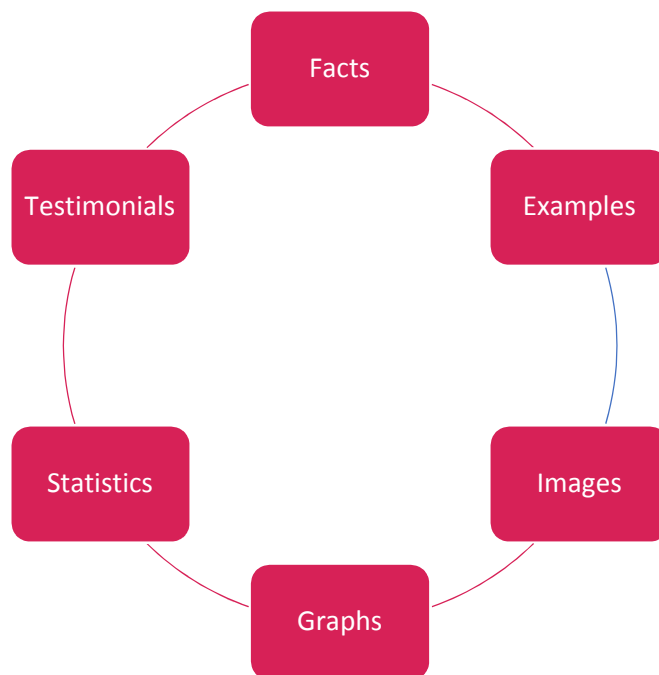 Facts
Examples
Images
Graphs
Statistics
Testimonials